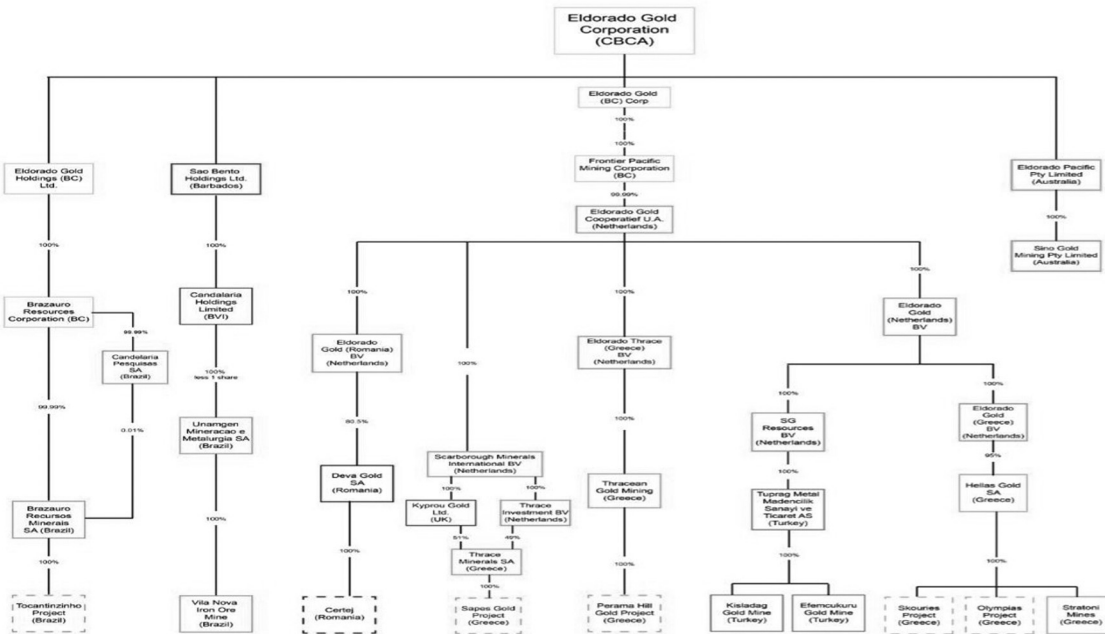 Eldorado Gold
Corporation
(CBCA)
Eldorado Gold
(BC) Corp
100%
100%
Eldorado Gold
Holdings (BC)
Ltd.
Sao Bento
Holdings Ltd.
(Barbados)
Frontier Pacific
Mining Corporation
(BC)
Eldorado Pacific
Pty Limited
(Australia)
99.99%
Eldorado Gold
Cooperatief U.A.
(Netherlands)
100%
100%
100%
Sino Gold
Mining Pty Limited
(Australia)
100%
100%
100%
Brazauro
Resources
Corporation (BC)
Candalaria
Holdings
Limited
(BVI)
Eldorado
Gold
(Netherlands)
BV
99.99%
Candelaria
Pesquisas
SA
(Brazil)
Eldorado
Gold (Romania)
BV
(Netherlands)
100%
Eldorado Thrace
(Greece)
BV
(Netherlands)
100%
less 1 share
100%
100%
99.99%
0.01%
Unamgen
Mineracao e
Metalurgia SA
(Brazil)
80.5%
100%
SG
Resources
BV
(Netherlands)
Eldorado
Gold
(Greece)
BV
(Netherlands)
Scarborough Minerals
International BV
(Netherlands)
95%
Deva Gold
SA
(Romania)
100%
100%
Thracean
Gold Mining
(Greece)
100%
Hellas Gold
SA
(Greece)
Brazauro
Recursos
Minerais
SA (Brazil)
100%
Kyprou Gold
Ltd.
(UK)
Thrace
Investment BV
(Netherlands)
Tuprag Metal
Madencilik
Sanayi ve
Ticaret AS
(Turkey)
51%
49%
100%
100%
Thrace
Minerals SA
(Greece)
100%
100%
100%
100%
Tocantinzinho
Project
(Brazil)
Vila Nova
Iron Ore
Mine
(Brazil)
Certej
(Romania)
Sapes Gold
Project
(Greece)
Perama Hill
Gold Project
(Greece)
Kisladag
Gold Mine
(Turkey)
Efemcukuru
Gold Mine
(Turkey)
Skouries
Project
(Greece)
Olympias
Project
(Greece)
Stratoni
Mines
(Greece)